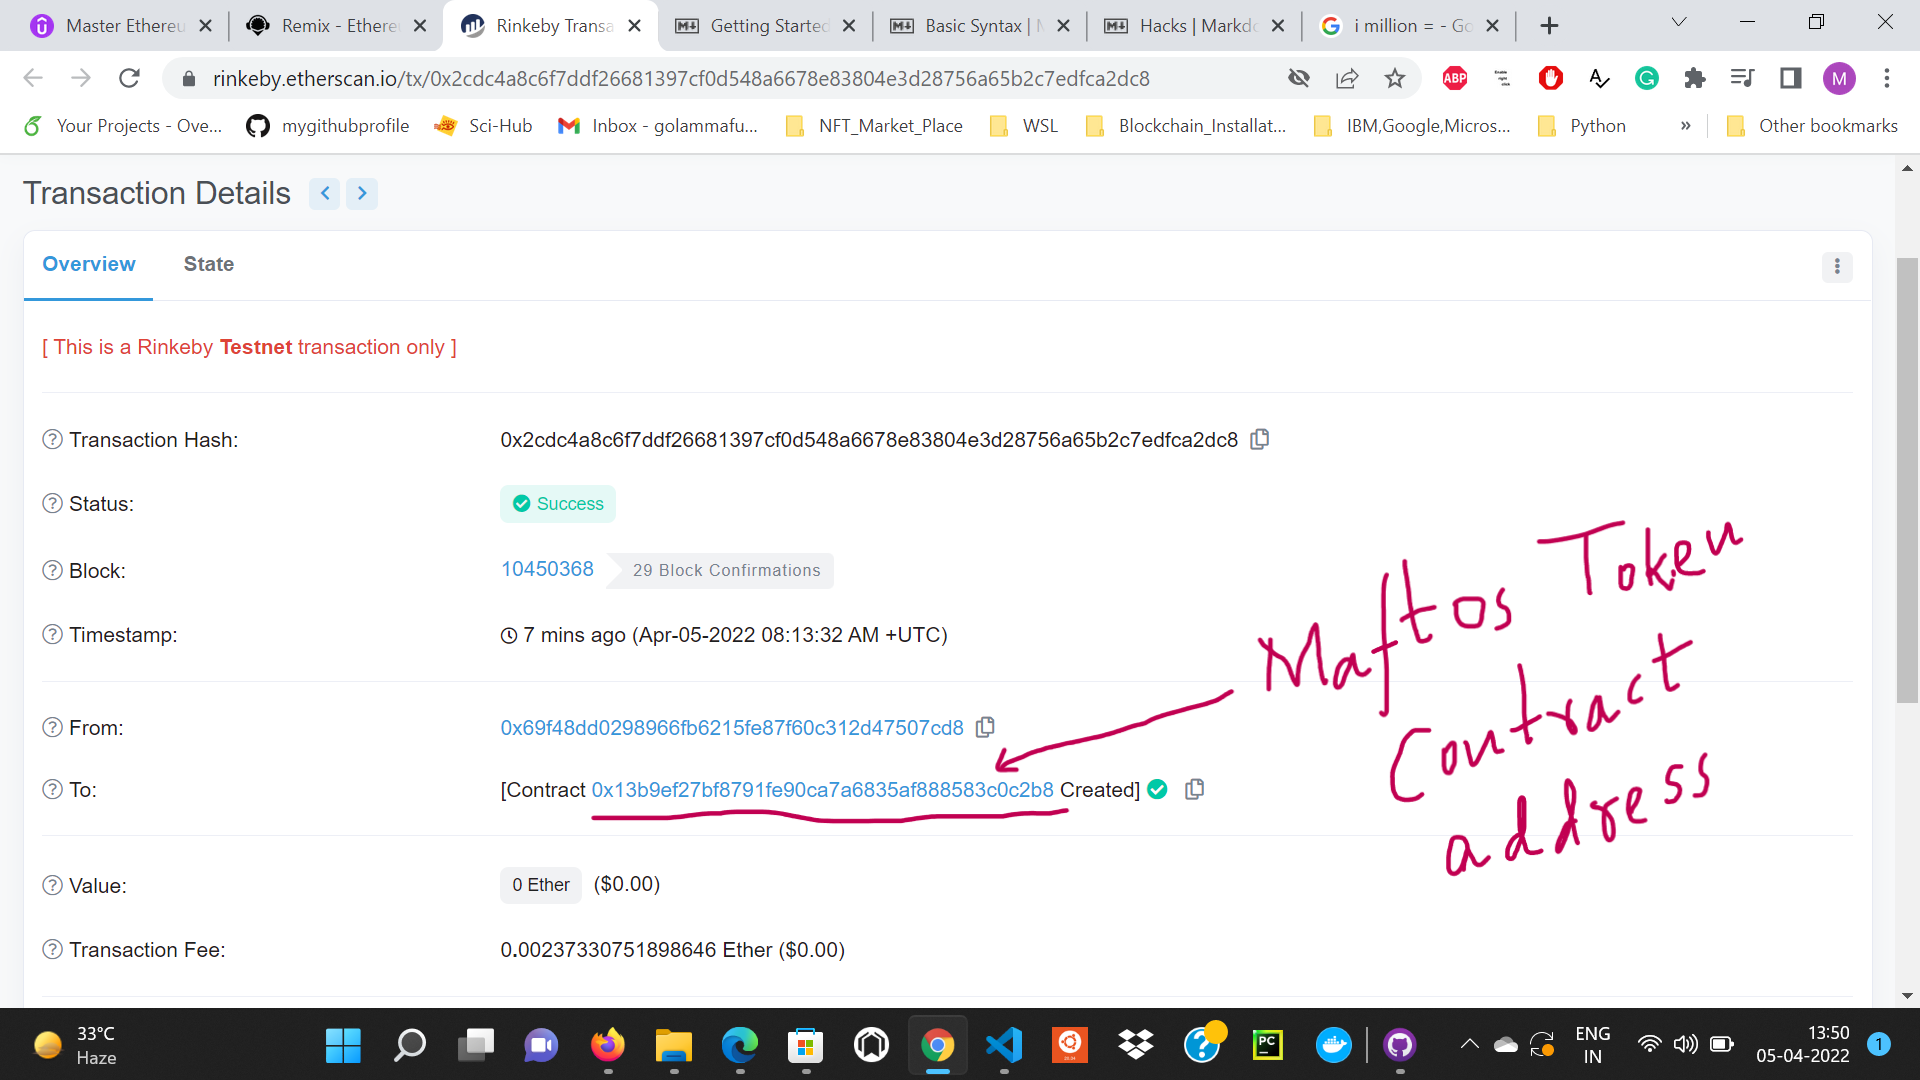 Master Ethereu
Remix - Ethereu
Rinkeby Transa
Getting Started
Basic Syntax |
Hacks | Markdo
i million = - Go
rinkeby.etherscan.io/tx/0x2cdc4a8c6f7ddf26681397cf0d548a6678e83804e3d28756a65b2c7edfca2dc8
ABP
M
Your Projects - Ove...
mygithubprofile
Sci-Hub
Inbox - golammafu...
NFT_Market_Place
WSL
Blockchain_Installat...
IBM,Google,Micros...
Python
»
Other bookmarks
Transaction Details
Overview State
[ This is a Rinkeby Testnet transaction only ]
Transaction Hash: 0x2cdc4a8c6f7ddf26681397cf0d548a6678e83804e3d28756a65b2c7edfca2dc8
Status: Success
Block: 10450368 29 Block Confirmations
Timestamp: 7 mins ago (Apr-05-2022 08:13:32 AM +UTC)
From: 0x69f48dd0298966fb6215fe87f60c312d47507cd8
To: [Contract 0x13b9ef27bf8791fe90ca7a6835af888583c0c2b8 Created]
Maftos Token
Contract
address
Value: 0 Ether ($0.00)
Transaction Fee: 0.00237330751898646 Ether ($0.00)
33°C
Haze
PC
ENG
IN
13:50
05-04-2022
1